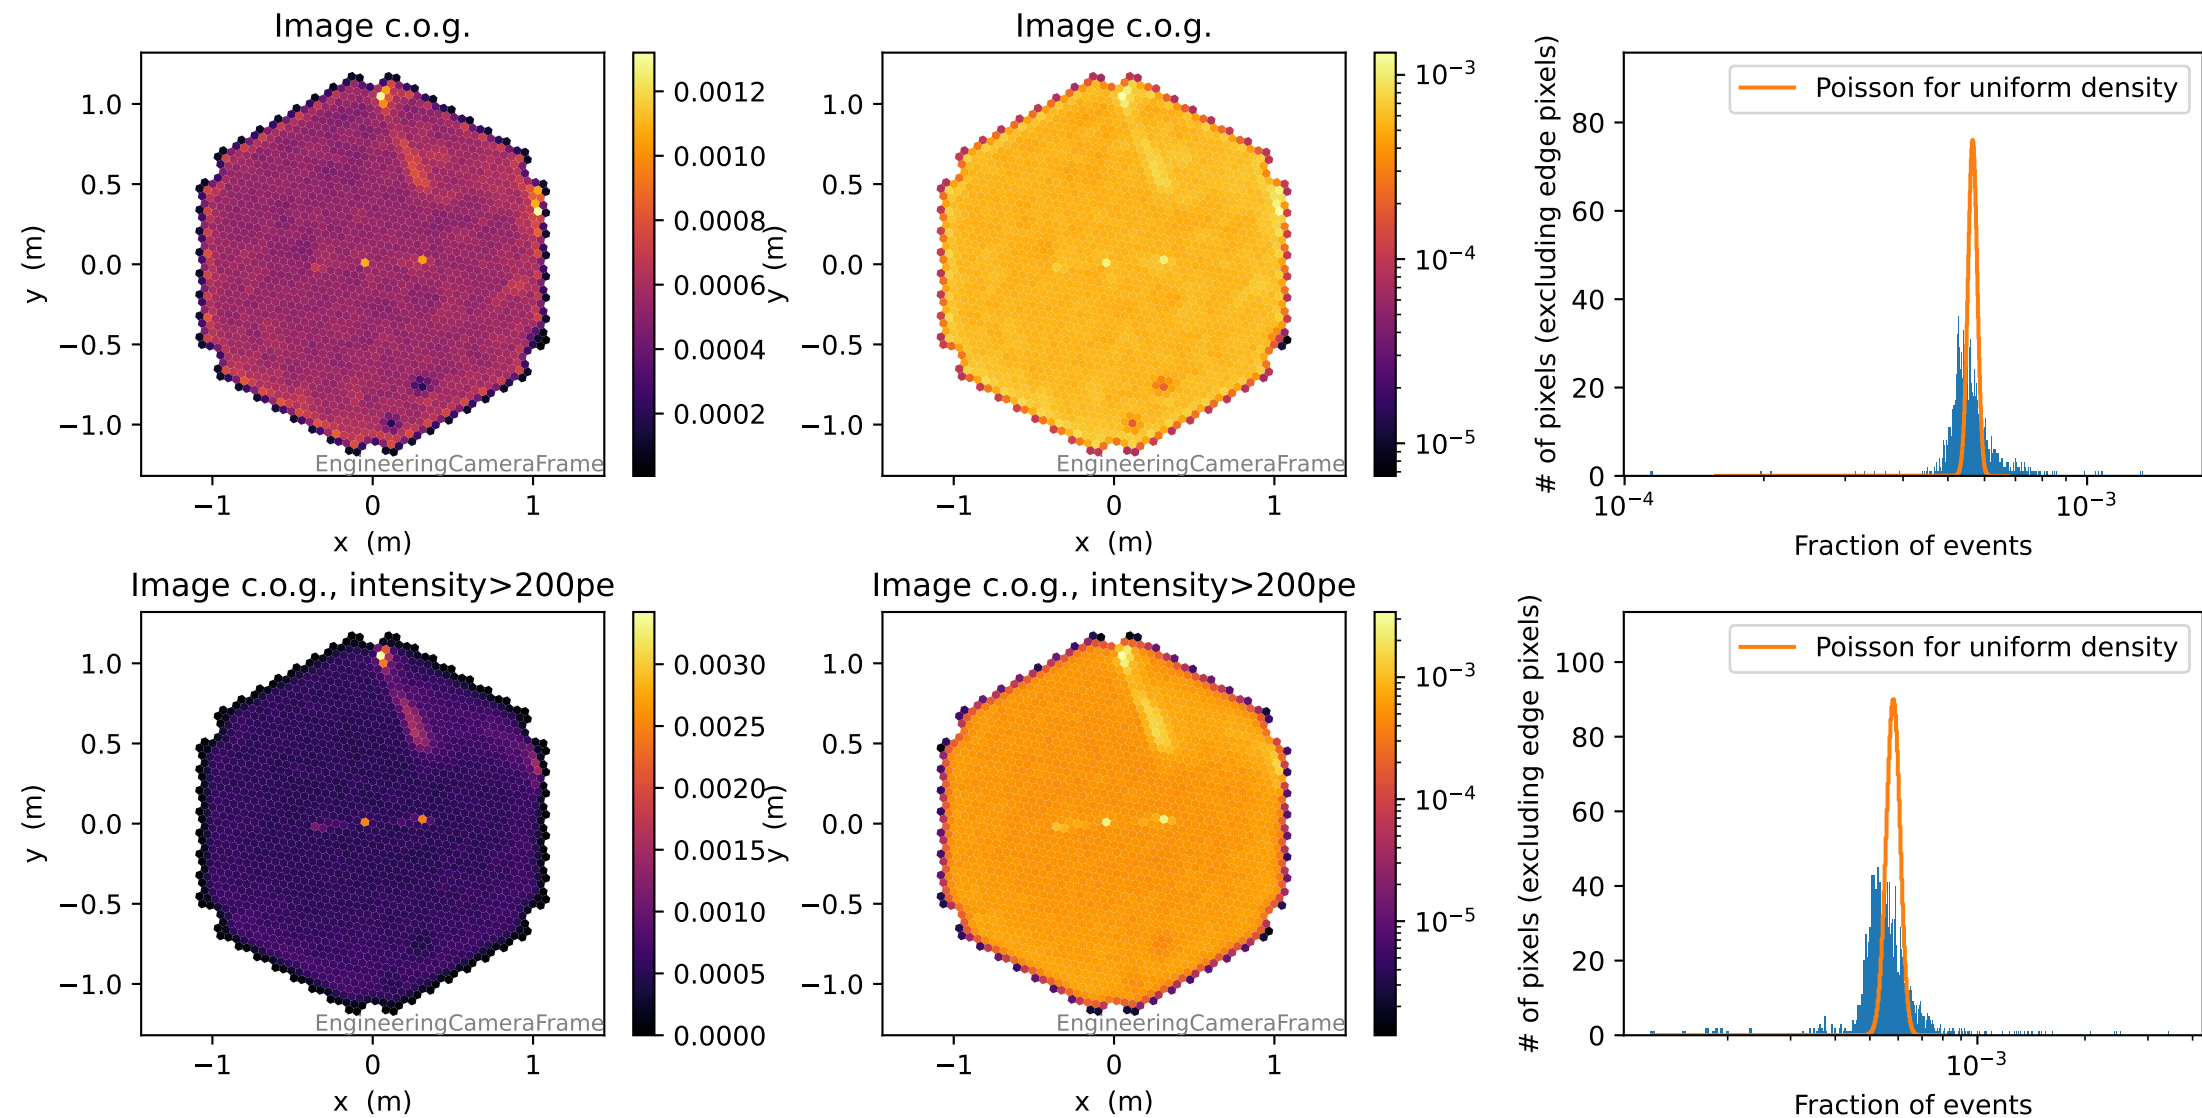 Image c.o.g.
y (m)
1.0
0.5
0.0
−0.5
−1.0
−1
0
1
x (m)
EngineeringCameraFrame
0.0012
0.0010
0.0008
0.0006
0.0004
0.0002
Image c.o.g.
y (m)
1.0
0.5
0.0
−0.5
−1.0
−1
0
1
x (m)
EngineeringCameraFrame
10⁻³
10⁻⁴
10⁻⁵
# of pixels (excluding edge pixels)
80
60
40
20
0
Poisson for uniform density
10⁻⁴
10⁻³
Fraction of events
Image c.o.g., intensity>200pe
y (m)
1.0
0.5
0.0
−0.5
−1.0
−1
0
1
x (m)
EngineeringCameraFrame
0.0030
0.0025
0.0020
0.0015
0.0010
0.0005
0.0000
Image c.o.g., intensity>200pe
y (m)
1.0
0.5
0.0
−0.5
−1.0
−1
0
1
x (m)
EngineeringCameraFrame
10⁻³
10⁻⁴
10⁻⁵
# of pixels (excluding edge pixels)
100
80
60
40
20
0
Poisson for uniform density
10⁻³
Fraction of events